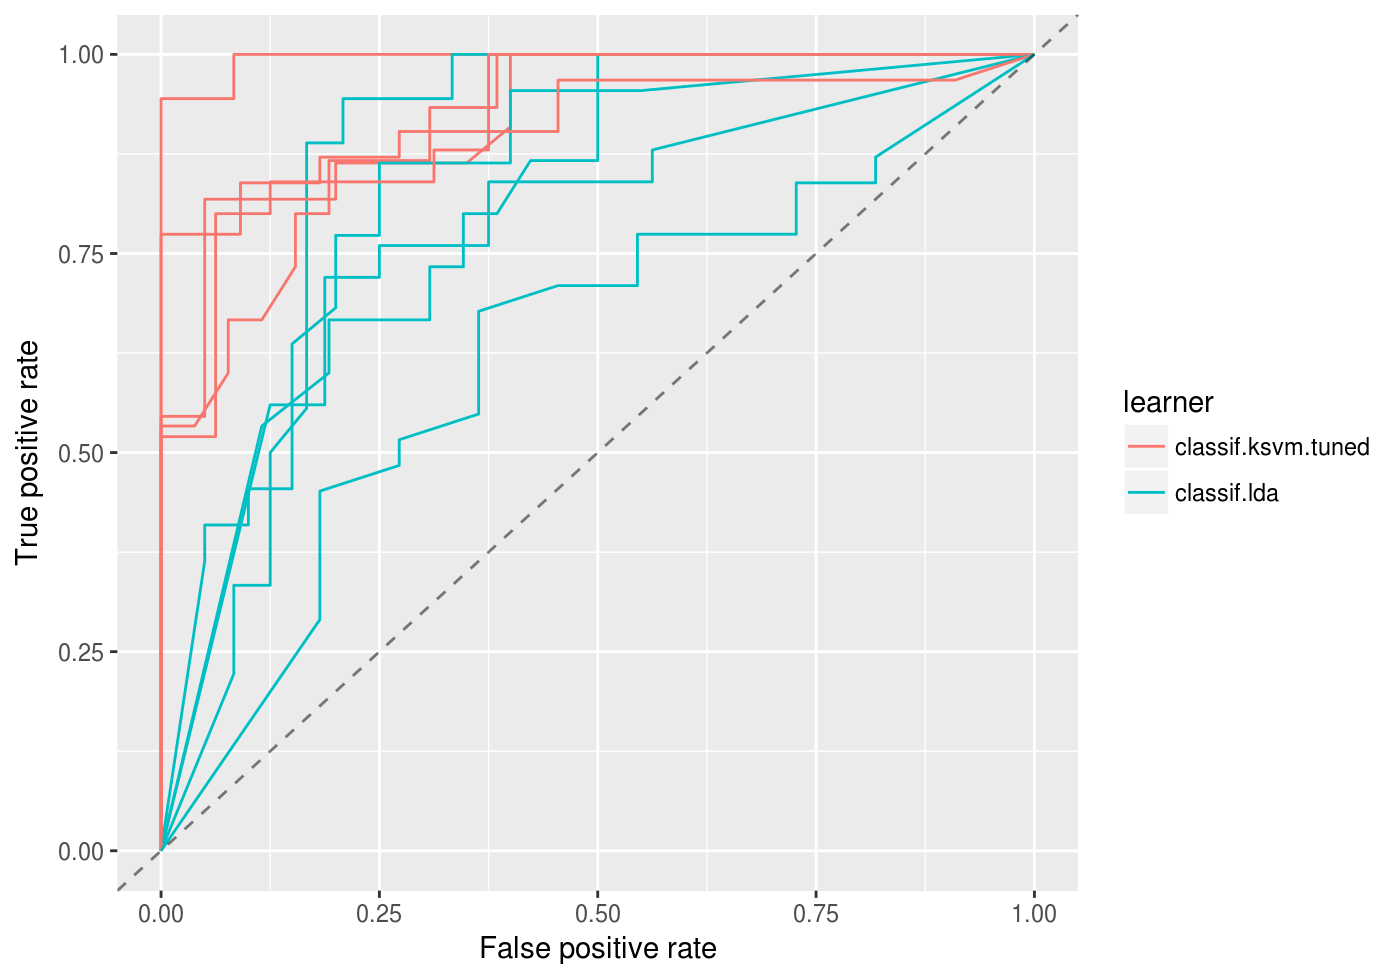 1.00
0.75
0.50
0.25
0.00
True positive rate
0.00 0.25 0.50 0.75 1.00
False positive rate
learner
classif.ksvm.tuned
classif.lda